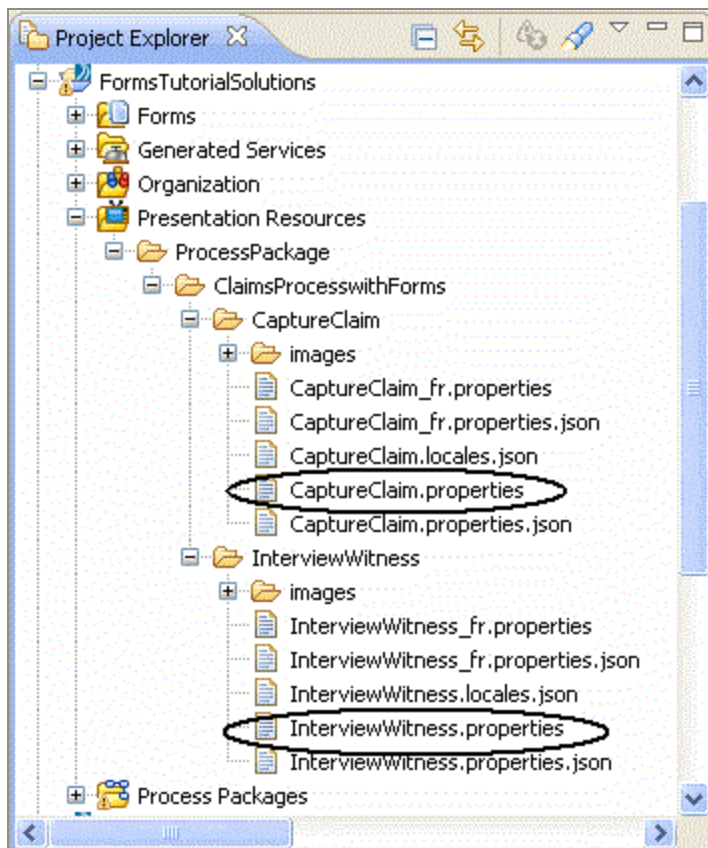 Project Explorer
FormsTutorialSolutions
Forms
Generated Services
Organization
Presentation Resources
ProcessPackage
ClaimsProcesswithForms
CaptureClaim
images
CaptureClaim_fr.properties
CaptureClaim_fr.properties.json
CaptureClaim.locales.json
CaptureClaim.properties
CaptureClaim.properties.json
InterviewWitness
images
InterviewWitness_fr.properties
InterviewWitness_fr.properties.json
InterviewWitness.locales.json
InterviewWitness.properties
InterviewWitness.properties.json
Process Packages